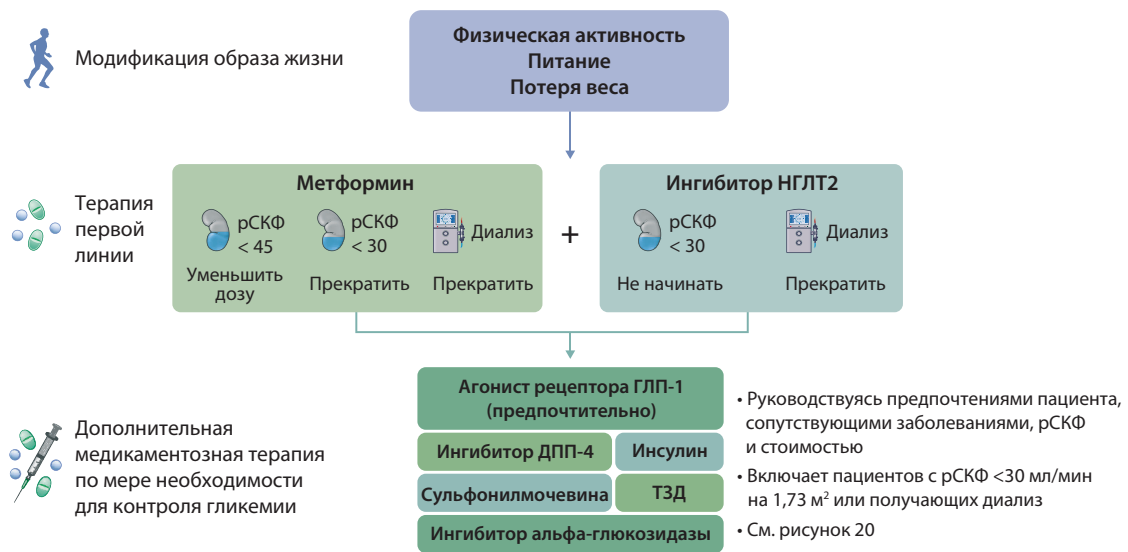 Модификация образа жизни
Физическая активность
Питание
Потеря веса
Терапия
первой
линии
Метформин
рСКФ
< 45
Уменьшить
дозу
рСКФ
< 30
Прекратить
Диализ
Прекратить
+
Ингибитор НГЛТ2
рСКФ
< 30
Не начинать
Диализ
Прекратить
Дополнительная
медикаментозная терапия
по мере необходимости
для контроля гликемии
Агонист рецептора ГЛП-1
(предпочтительно)
Ингибитор ДПП-4
Инсулин
Сульфонилмочевина
ТЗД
Ингибитор альфа-глюкозидазы
• Руководствуясь предпочтениями пациента,
сопутствующими заболеваниями, рСКФ
и стоимостью
• Включает пациентов с рСКФ <30 мл/мин
на 1,73 м² или получающих диализ
• См. рисунок 20